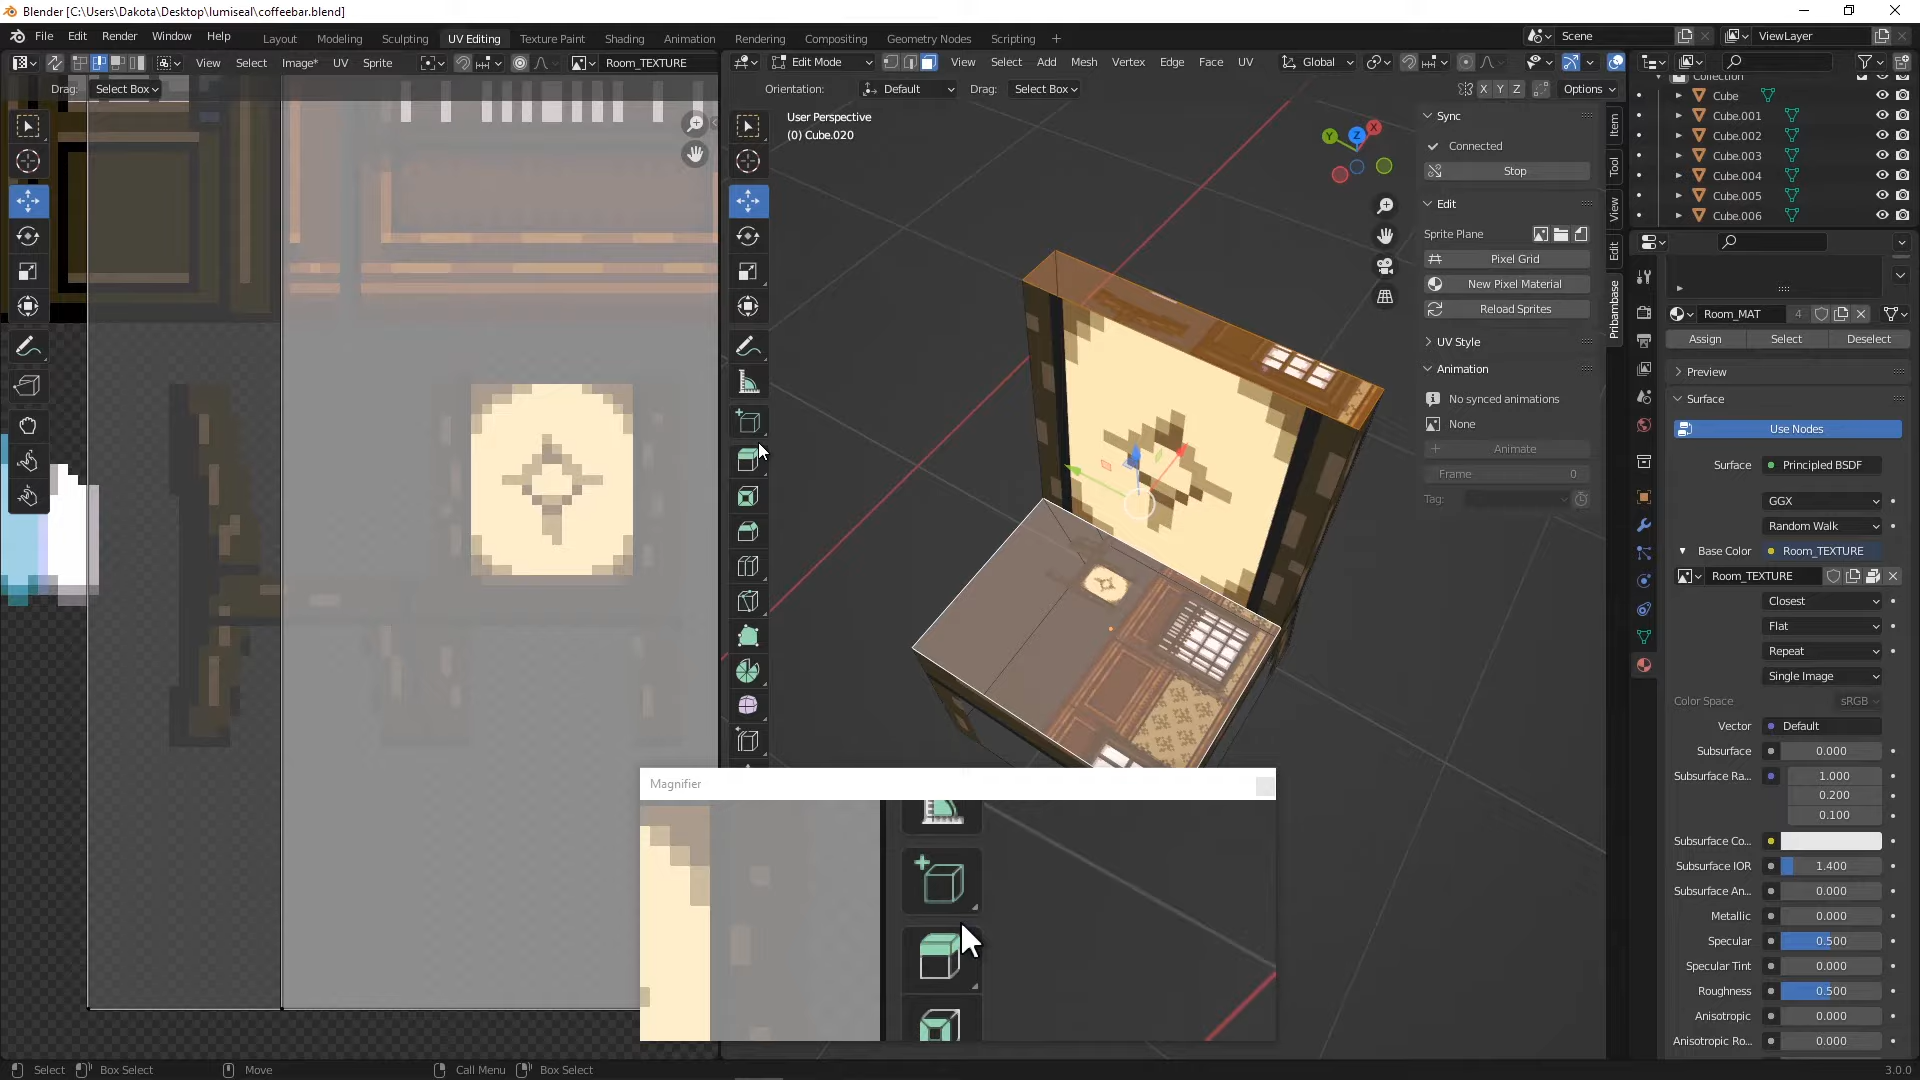 Blender [C:\Users\Dakota\Desktop\lumiseal\coffeebar.blend]
File Edit Render Window Help Layout Modeling Sculpting UV Editing Texture Paint Shading Animation Rendering Compositing Geometry Nodes Scripting Scene ViewLayer
View Select Image* UV Sprite Room_TEXTURE Edit Mode View Select Add Mesh Vertex Edge Face UV Global
Drag: Select Box Orientation: Default Drag: Select Box X Y Z Options
User Perspective
(0) Cube.020
X Y Z
Sync
Connected
Stop
Edit
Sprite Plane
Pixel Grid
New Pixel Material
Reload Sprites
UV Style
Animation
No synced animations
None
Animate
Frame 0
Tag:
Item
Tool
View
Edit
Pribambase
Collection
Cube
Cube.001
Cube.002
Cube.003
Cube.004
Cube.005
Cube.006
Room_MAT 4
Assign Select Deselect
Preview
Surface
Use Nodes
Surface Principled BSDF
GGX
Random Walk
Base Color Room_TEXTURE
Room_TEXTURE
Closest
Flat
Repeat
Single Image
Color Space sRGB
Vector Default
Subsurface 0.000
Subsurface Ra... 1.000
0.200
0.100
Subsurface Co...
Subsurface IOR 1.400
Subsurface An... 0.000
Metallic 0.000
Specular 0.500
Specular Tint 0.000
Roughness 0.500
Anisotropic 0.000
Anisotropic Ro... 0.000
Magnifier
Select Box Select Move Call Menu Box Select 3.0.0